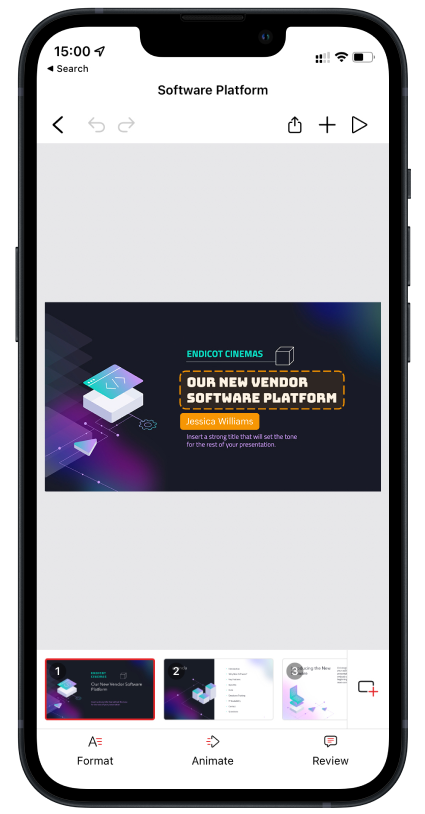 15:00
Search
Software Platform
ENDICOT CINEMAS
OUR NEW VENDOR
SOFTWARE PLATFORM
Jessica Williams
Insert a strong title that will set the tone
for the rest of your presentation.
1
ENDICOT
CINEMAS
Our New Vendor Software
Platform
2
3
the New
Format
Animate
Review